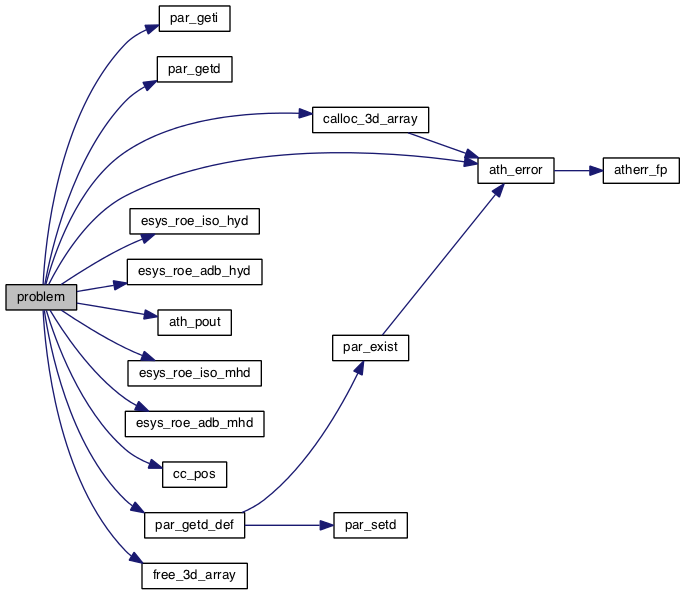 par_geti
par_getd
calloc_3d_array
ath_error
atherr_fp
esys_roe_iso_hyd
esys_roe_adb_hyd
problem
ath_pout
par_exist
esys_roe_iso_mhd
esys_roe_adb_mhd
cc_pos
par_getd_def
par_setd
free_3d_array